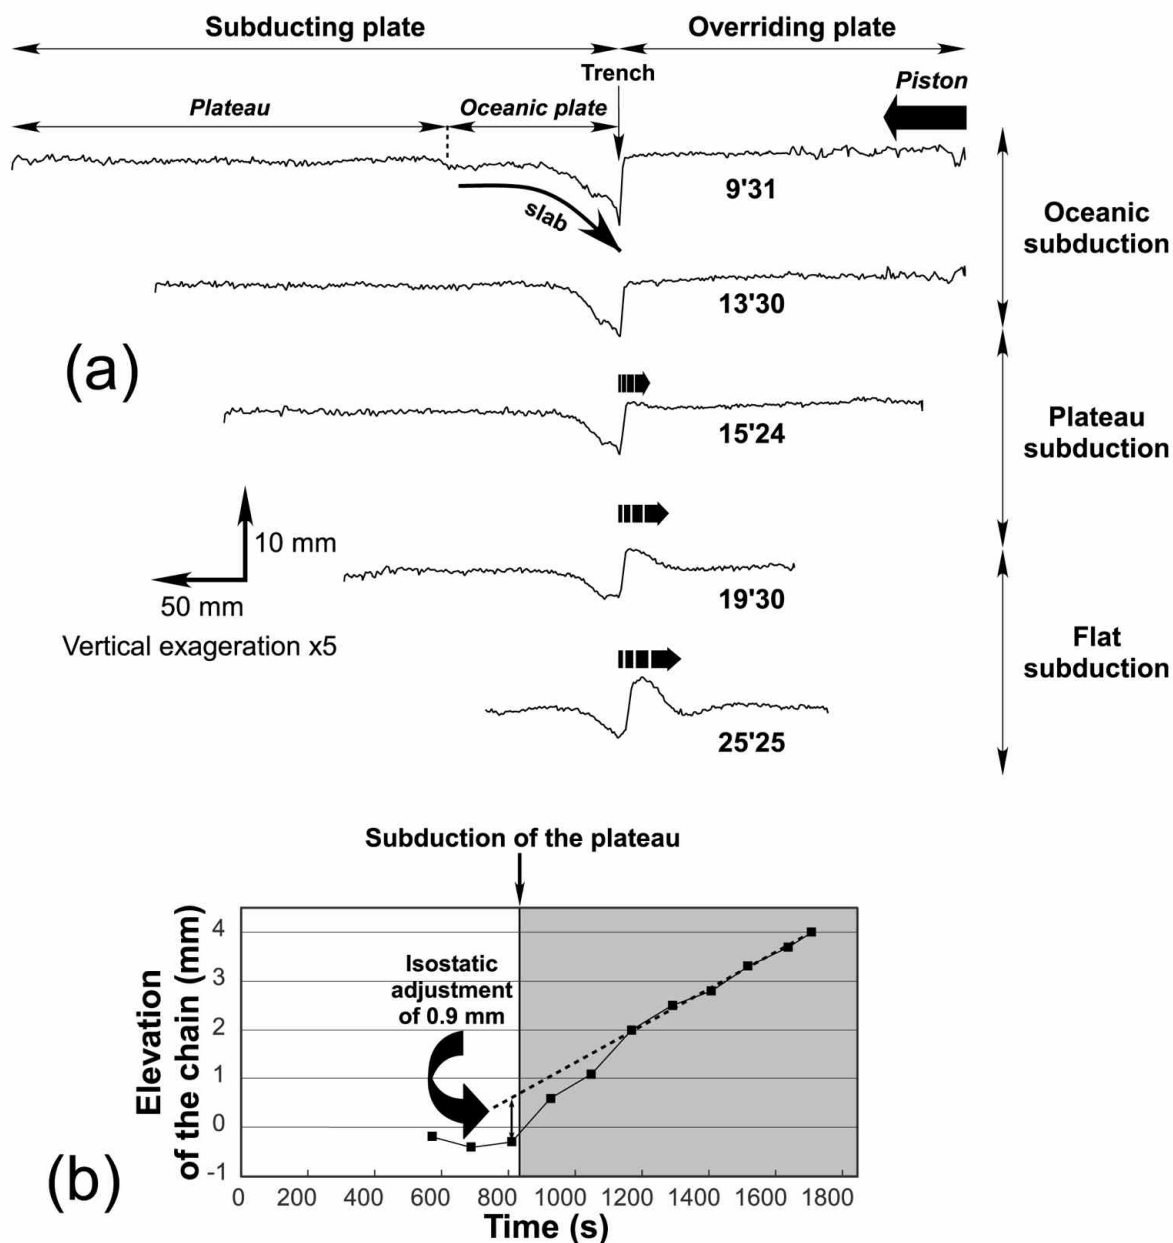 Subducting plate
Overriding plate
Trench
Piston
Plateau
Oceanic plate
slab
9'31
Oceanic
subduction
13'30
(a)
15'24
Plateau
subduction
10 mm
50 mm
Vertical exageration x5
19'30
Flat
subduction
25'25
Subduction of the plateau
Elevation
of the chain (mm)
4
3
2
1
0
-1
Isostatic
adjustment
of 0.9 mm
(b)
0 200 400 600 800 1000 1200 1400 1600 1800
Time (s)